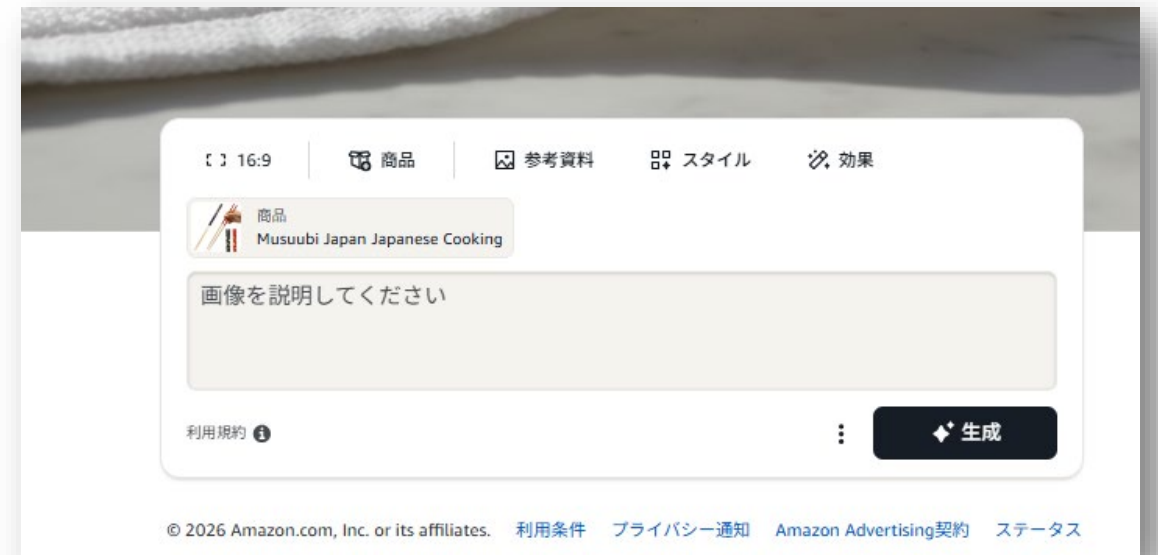 16:9 商品 参考資料 スタイル 効果
商品
Musuubi Japan Japanese Cooking
画像を説明してください
利用規約 生成
© 2026 Amazon.com, Inc. or its affiliates. 利用条件 プライバシー通知 Amazon Advertising契約 ステータス